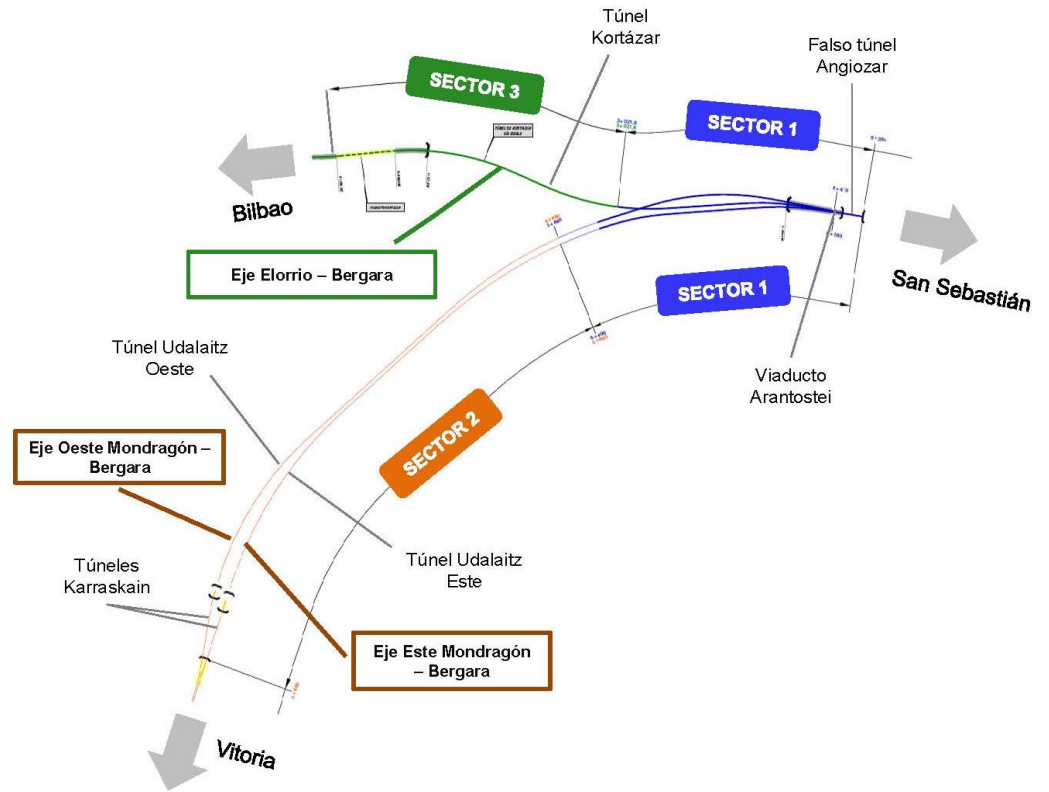 Túnel
Kortázar
Falso túnel
Angiozar
SECTOR 3
SECTOR 1
Bilbao
Eje Elorrio – Bergara
San Sebastián
SECTOR 1
Túnel Udalaitz
Oeste
Viaducto
Arantostei
SECTOR 2
Eje Oeste Mondragón –
Bergara
Túnel Udalaitz
Este
Túneles
Karraskain
Eje Este Mondragón
– Bergara
Vitoria